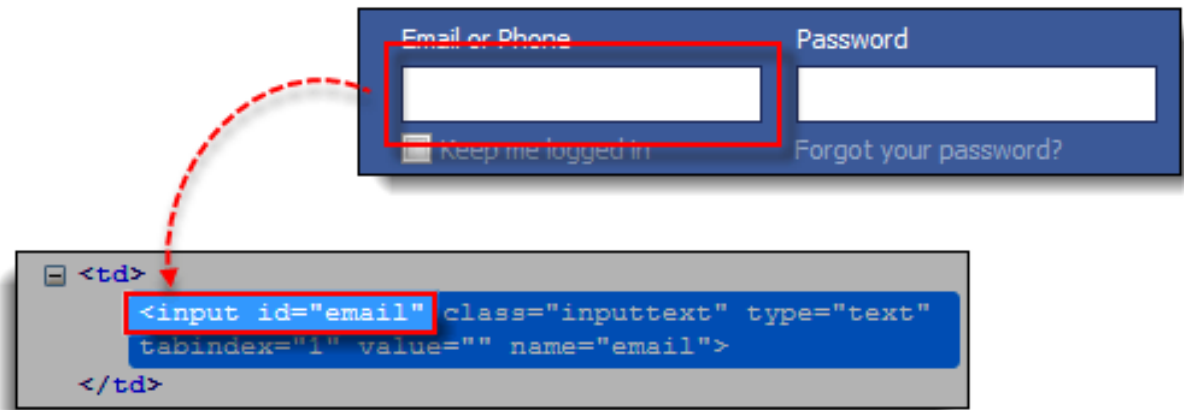 Email or Phone Password
Keep me logged in Forgot your password?
<td>
<input id="email" class="inputtext" type="text"
tabindex="1" value="" name="email">
</td>